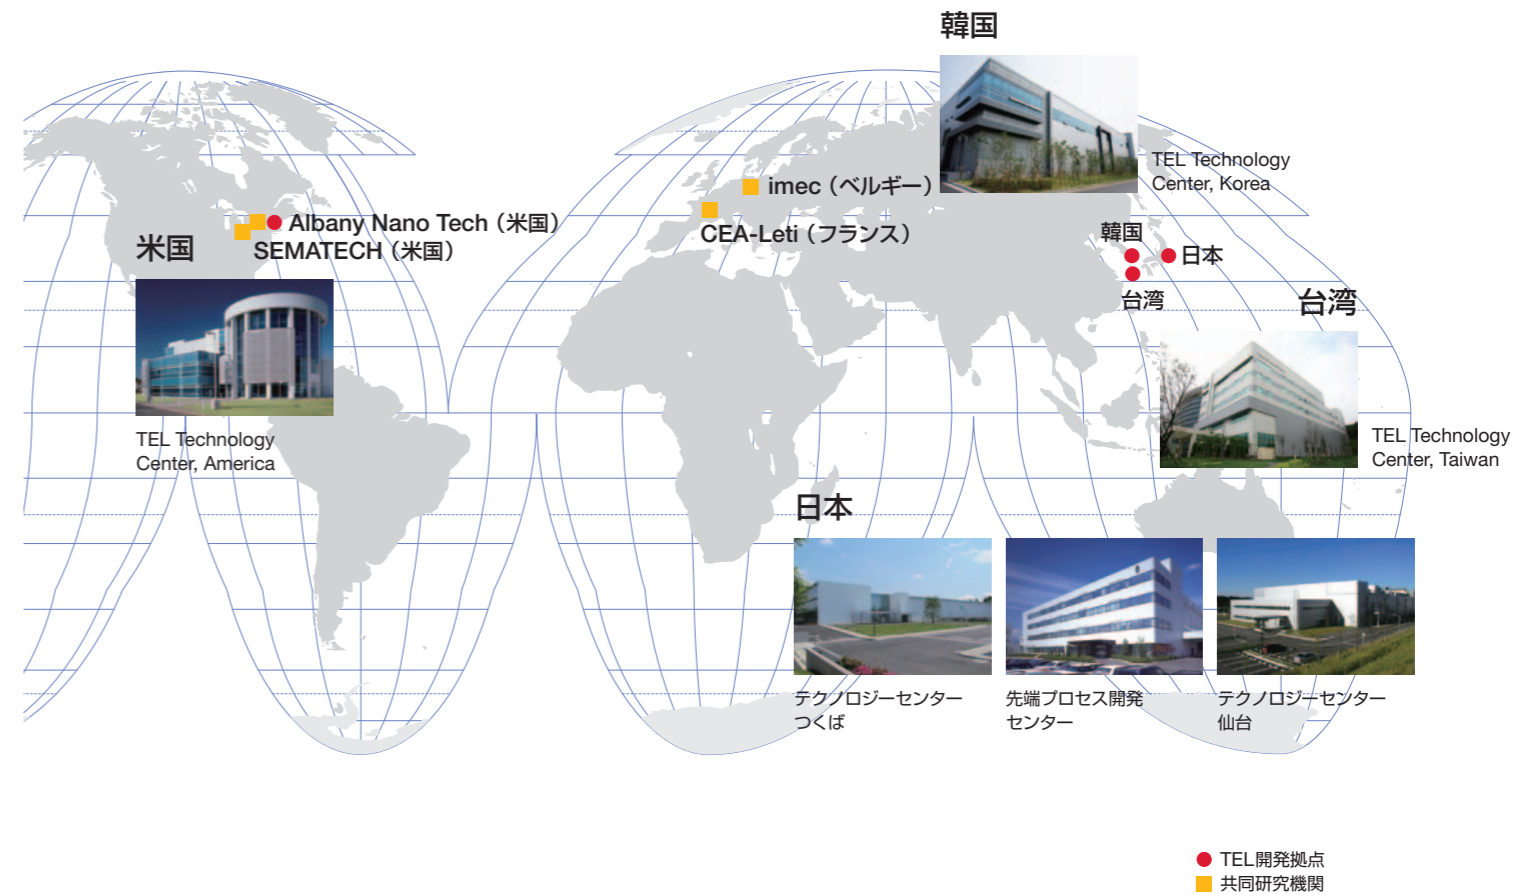 韓国
TEL Technology
Center, Korea
imec（ベルギー）
CEA-Leti（フランス）
Albany Nano Tech（米国）
SEMATECH（米国）
米国
TEL Technology
Center, America
韓国
日本
台湾
台湾
TEL Technology
Center, Taiwan
日本
テクノロジーセンター
つくば
先端プロセス開発
センター
テクノロジーセンター
仙台
TEL開発拠点
共同研究機関